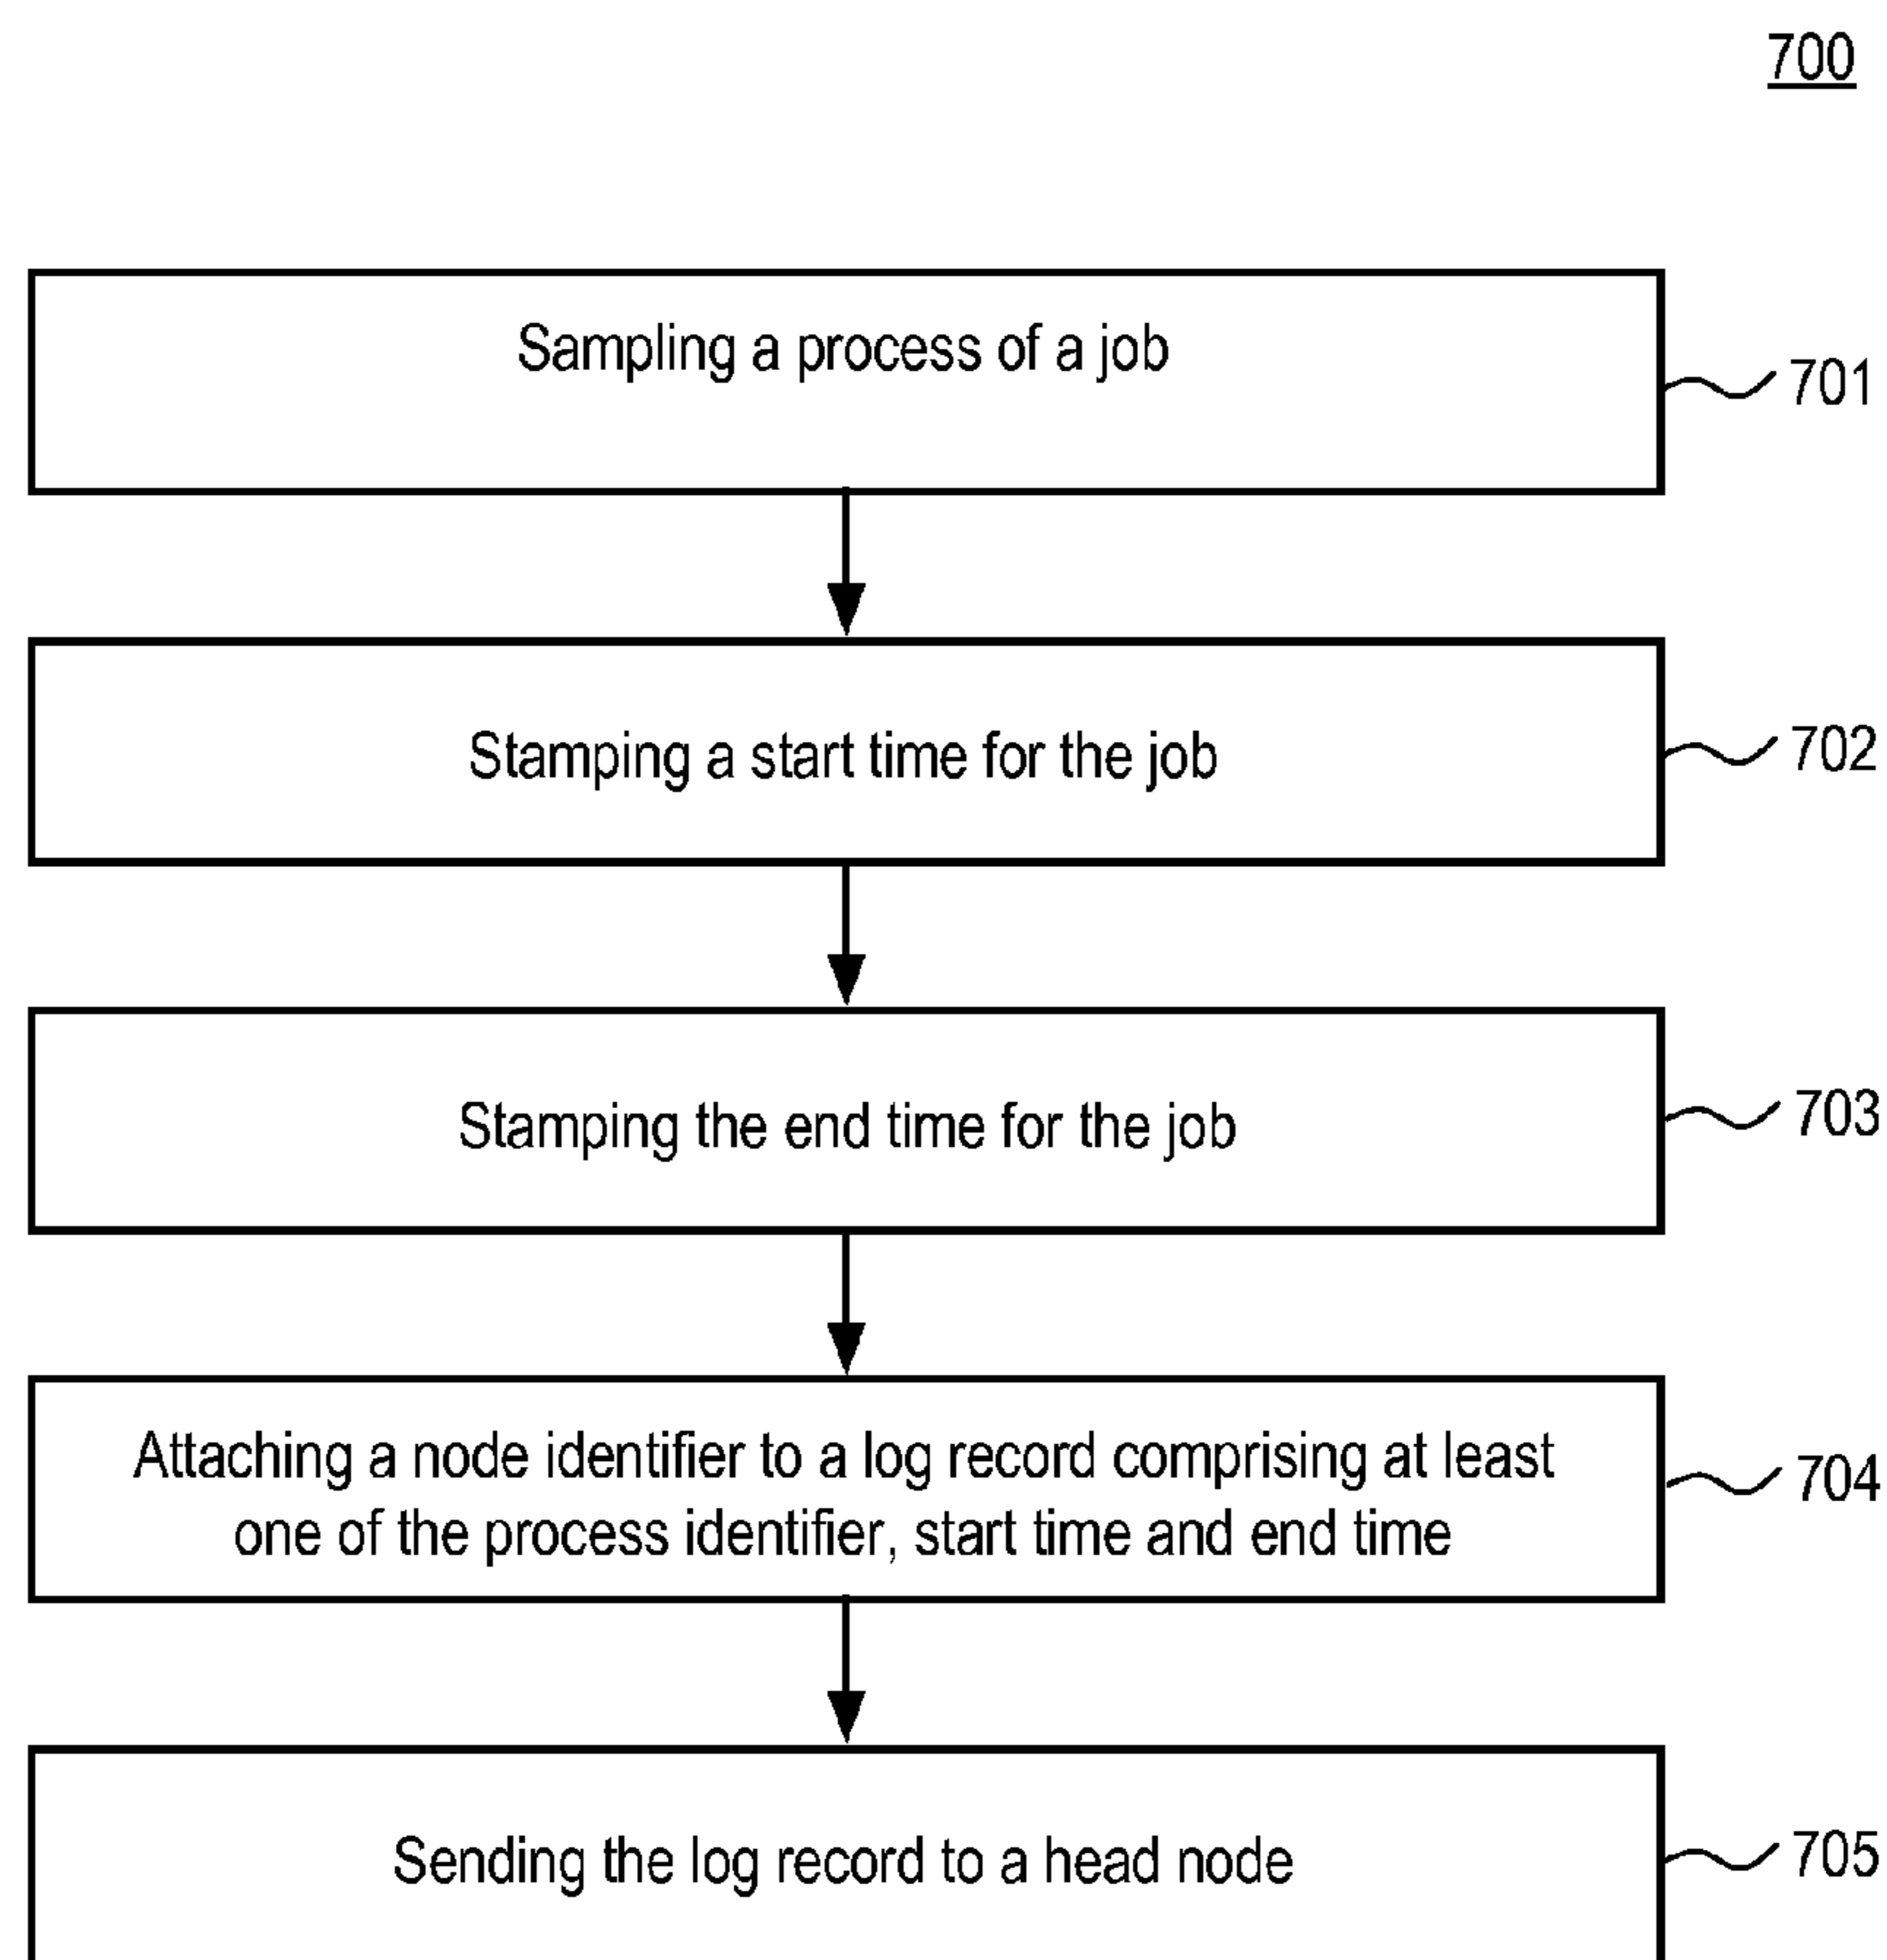 700
Sampling a process of a job
701
Stamping a start time for the job
702
Stamping the end time for the job
703
Attaching a node identifier to a log record comprising at least
one of the process identifier, start time and end time
704
Sending the log record to a head node
705